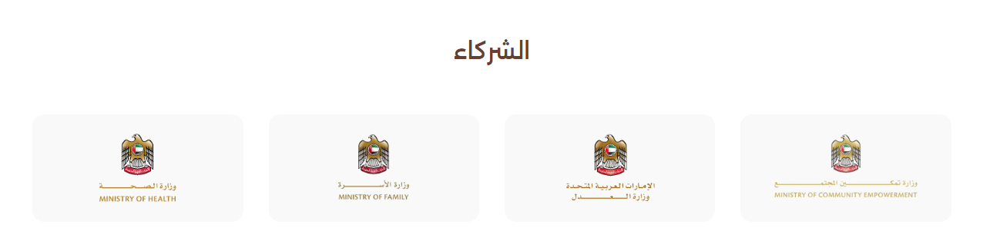 الشركاء
وزارة تمكين المجتمع
MINISTRY OF COMMUNITY EMPOWERMENT
الإمارات العربية المتحدة
وزارة العدل
وزارة الأسرة
MINISTRY OF FAMILY
وزارة الصحة
MINISTRY OF HEALTH